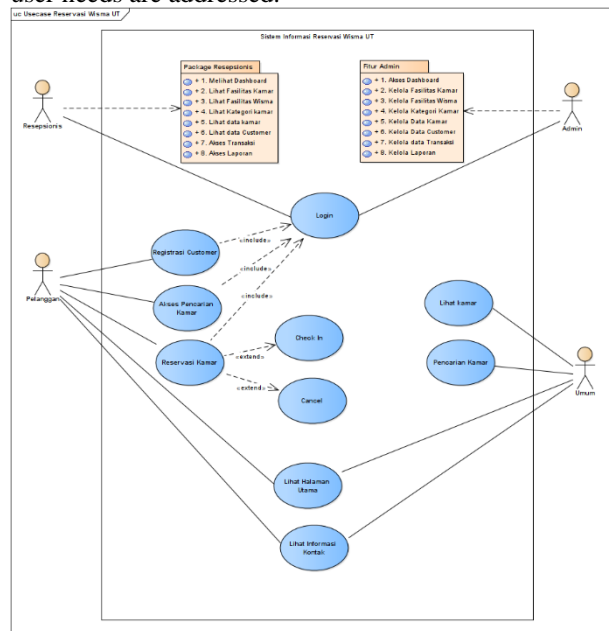 user needs are addressed.
uc Usecase Reservasi Wisma UT
Sistem Informasi Reservasi Wisma UT
Package Resepsionis
+ 1. Melihat Dashboard
+ 2. Lihat Fasilitas Kamar
+ 3. Lihat Fasilitas Wisma
+ 4. Lihat Kategori kamar
+ 5. Lihat data kamar
+ 6. Lihat data Customer
+ 7. Akses Transaksi
+ 8. Akses Laporan
Fitur Admin
+ 1. Akses Dashboard
+ 2. Kelola Fasilitas Kamar
+ 3. Kelola Fasilitas Wisma
+ 4. Kelola Kategori Kamar
+ 5. Kelola Data Kamar
+ 6. Kelola Data Customer
+ 7. Kelola data Transaksi
+ 8. Kelola Laporan
Resepsionis
Admin
Login
Registrasi Customer
«include»
«include»
«include»
Pelanggan
Akses Pencarian
Kamar
Lihat kamar
Reservasi Kamar
Check In
«extend»
Pencarian Kamar
«extend»
Cancel
Umum
Lihat Halaman
Utama
Lihat Informasi
Kontak